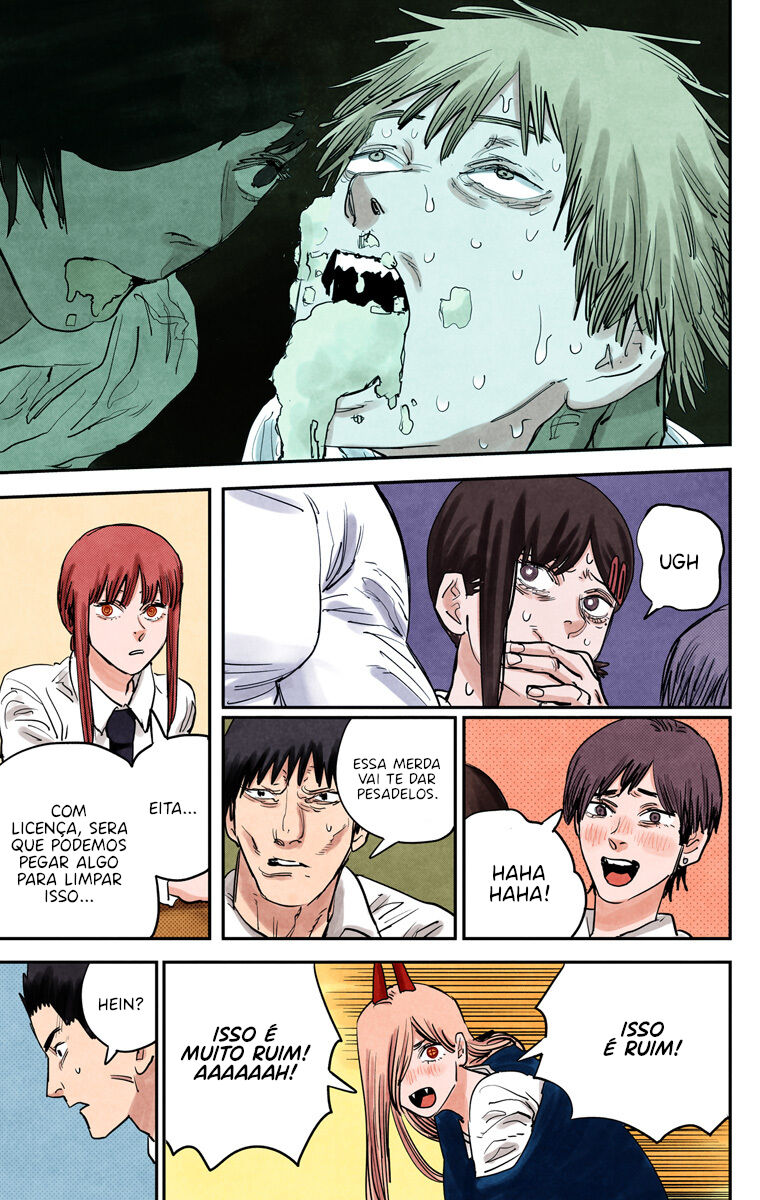 UGH
HAHA
HAHA!
ESSA MERDA
VAI TE DAR
PESADELOS.
EITA...
COM
LICENÇA, SERA
QUE PODEMOS
PEGAR ALGO
PARA LIMPAR
ISSO...
ISSO
É RUIM!
ISSO É
MUITO RUIM!
AAAAAAH!
HEIN?